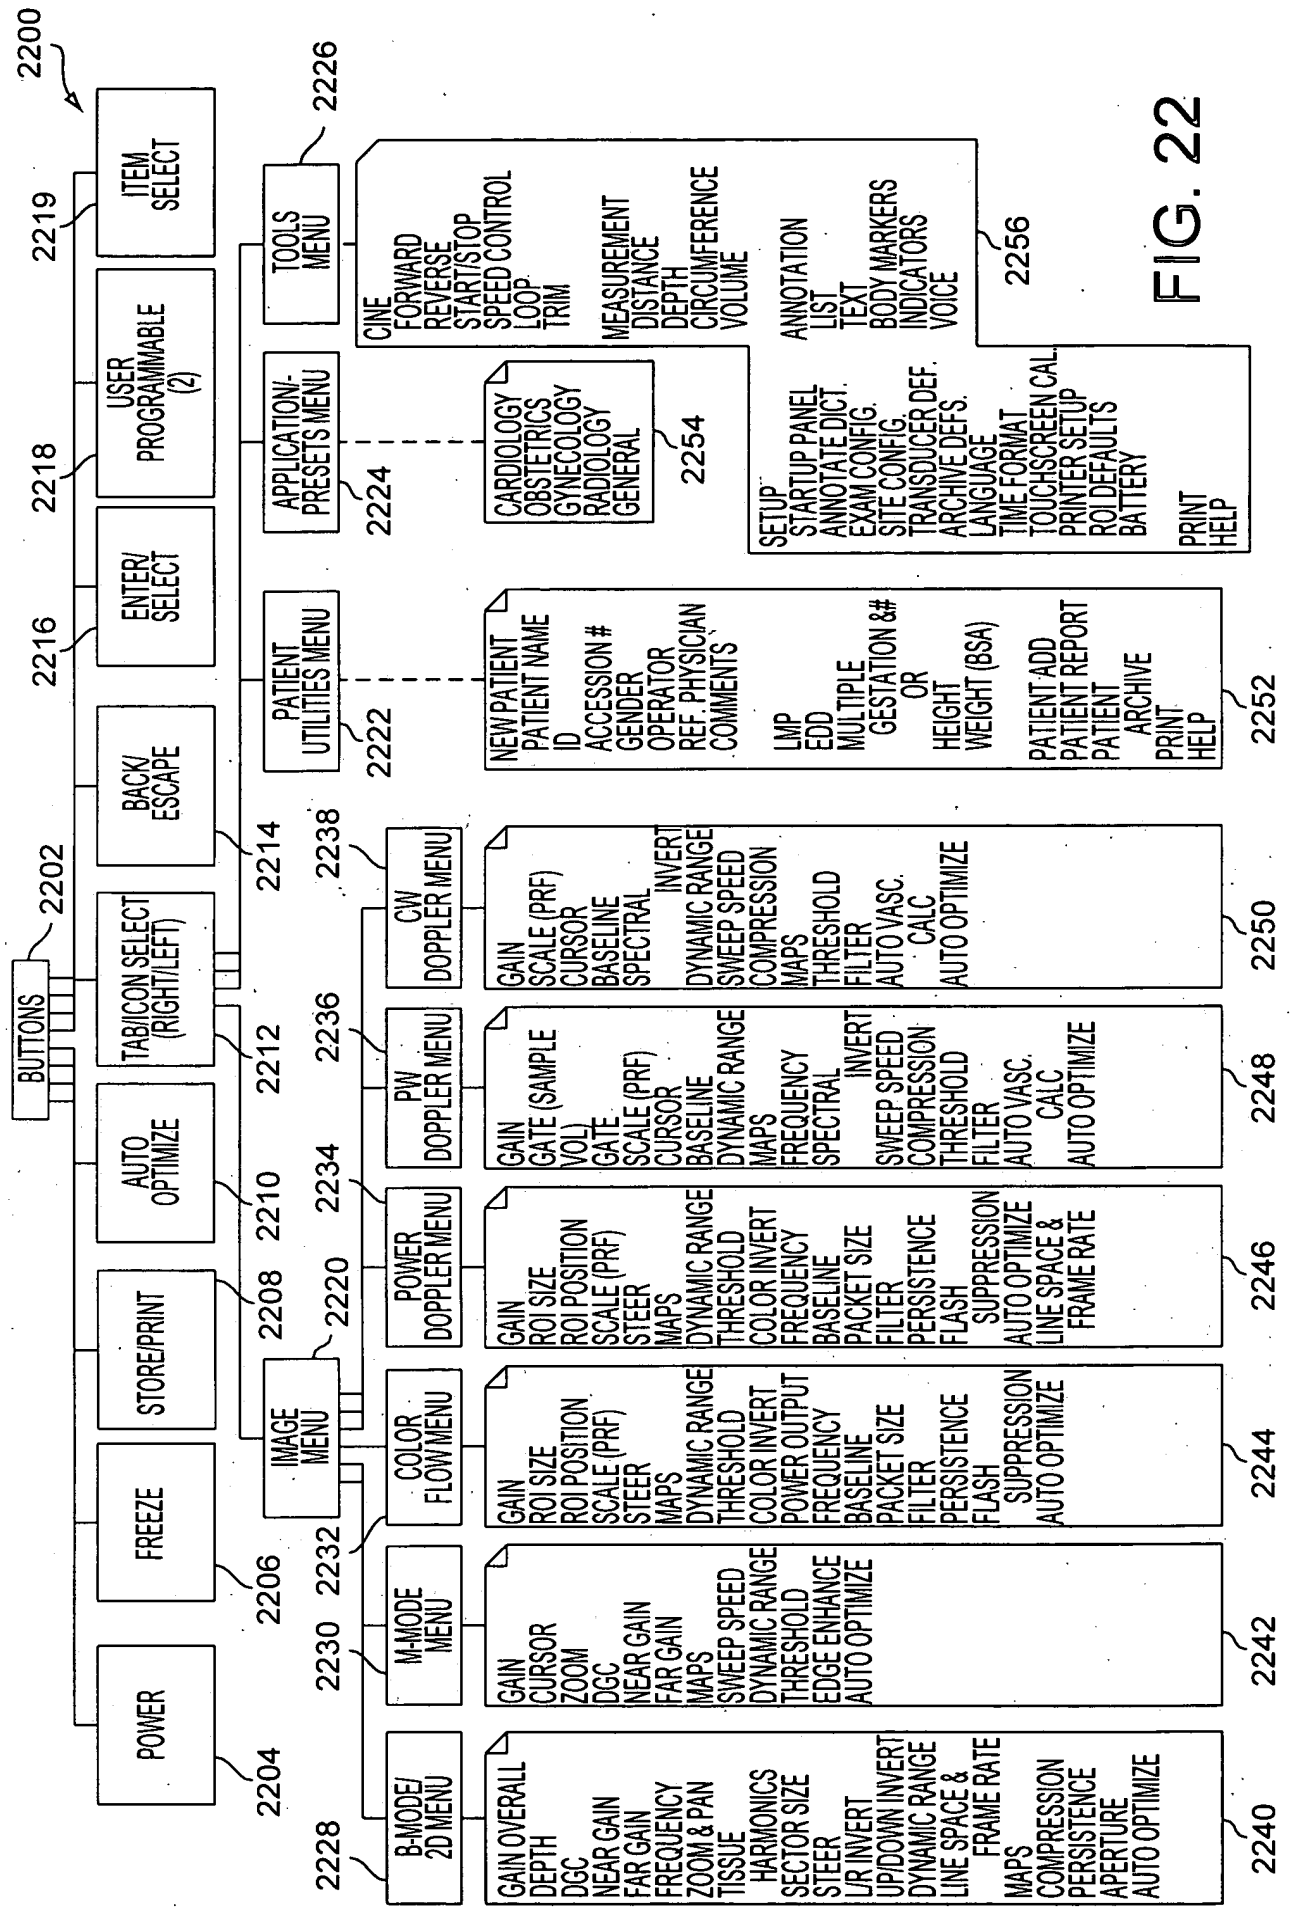 2200
BUTTONS
2202
POWER
2204
FREEZE
2206
STORE/PRINT
2208
AUTO
OPTIMIZE
2210
TAB/ICON SELECT
(RIGHT/LEFT)
2212
BACK/
ESCAPE
2214
ENTER/
SELECT
2216
USER
PROGRAMMABLE
(2)
2218
ITEM
SELECT
2219
IMAGE
MENU
2220
PATIENT
UTILITIES MENU
2222
APPLICATION/-
PRESETS MENU
2224
TOOLS
MENU
2226
B-MODE/
2D MENU
2228
M-MODE
MENU
2230
COLOR
FLOW MENU
2232
POWER
DOPPLER MENU
2234
PW
DOPPLER MENU
2236
CW
DOPPLER MENU
2238
GAIN OVERALL
DEPTH
DGC
NEAR GAIN
FAR GAIN
FREQUENCY
ZOOM & PAN
TISSUE
HARMONICS
SECTOR SIZE
STEER
L/R INVERT
UP/DOWN INVERT
DYNAMIC RANGE
LINE SPACE &
FRAME RATE
MAPS
COMPRESSION
PERSISTENCE
APERTURE
AUTO OPTIMIZE
2240
GAIN
CURSOR
ZOOM
DGC
NEAR GAIN
FAR GAIN
MAPS
SWEEP SPEED
DYNAMIC RANGE
THRESHOLD
EDGE ENHANCE
AUTO OPTIMIZE
2242
GAIN
ROI SIZE
ROI POSITION
SCALE (PRF)
STEER
MAPS
DYNAMIC RANGE
THRESHOLD
COLOR INVERT
POWER OUTPUT
FREQUENCY
BASELINE
PACKET SIZE
FILTER
PERSISTENCE
FLASH
SUPPRESSION
AUTO OPTIMIZE
2244
GAIN
ROI SIZE
ROI POSITION
SCALE (PRF)
STEER
MAPS
DYNAMIC RANGE
THRESHOLD
COLOR INVERT
FREQUENCY
BASELINE
PACKET SIZE
FILTER
PERSISTENCE
FLASH
SUPPRESSION
AUTO OPTIMIZE
LINE SPACE &
FRAME RATE
2246
GAIN
GATE (SAMPLE
VOL)
GATE
SCALE (PRF)
CURSOR
BASELINE
DYNAMIC RANGE
MAPS
FREQUENCY
SPECTRAL
INVERT
SWEEP SPEED
COMPRESSION
THRESHOLD
FILTER
AUTO VASC.
CALC
AUTO OPTIMIZE
2248
GAIN
SCALE (PRF)
CURSOR
BASELINE
SPECTRAL
INVERT
DYNAMIC RANGE
SWEEP SPEED
COMPRESSION
MAPS
THRESHOLD
FILTER
AUTO VASC.
CALC
AUTO OPTIMIZE
2250
NEW PATIENT
PATIENT NAME
ID
ACCESSION #
GENDER
OPERATOR
REF. PHYSICIAN
COMMENTS
LMP
EDD
MULTIPLE
GESTATION &#
OR
HEIGHT
WEIGHT (BSA)
PATIENT ADD
PATIENT REPORT
PATIENT
ARCHIVE
PRINT
HELP
2252
CARDIOLOGY
OBSTETRICS
GYNECOLOGY
RADIOLOGY
GENERAL
2254
CINE
FORWARD
REVERSE
START/STOP
SPEED CONTROL
LOOP
TRIM
MEASUREMENT
DISTANCE
DEPTH
CIRCUMFERENCE
VOLUME
ANNOTATION
LIST
TEXT
BODY MARKERS
INDICATORS
VOICE
SETUP
STARTUP PANEL
ANNOTATE DICT.
EXAM CONFIG.
SITE CONFIG.
TRANSDUCER DEF.
ARCHIVE DEFS.
LANGUAGE
TIME FORMAT
TOUCHSCREEN CAL.
PRINTER SETUP
ROI DEFAULTS
BATTERY
PRINT
HELP
2256
FIG. 22